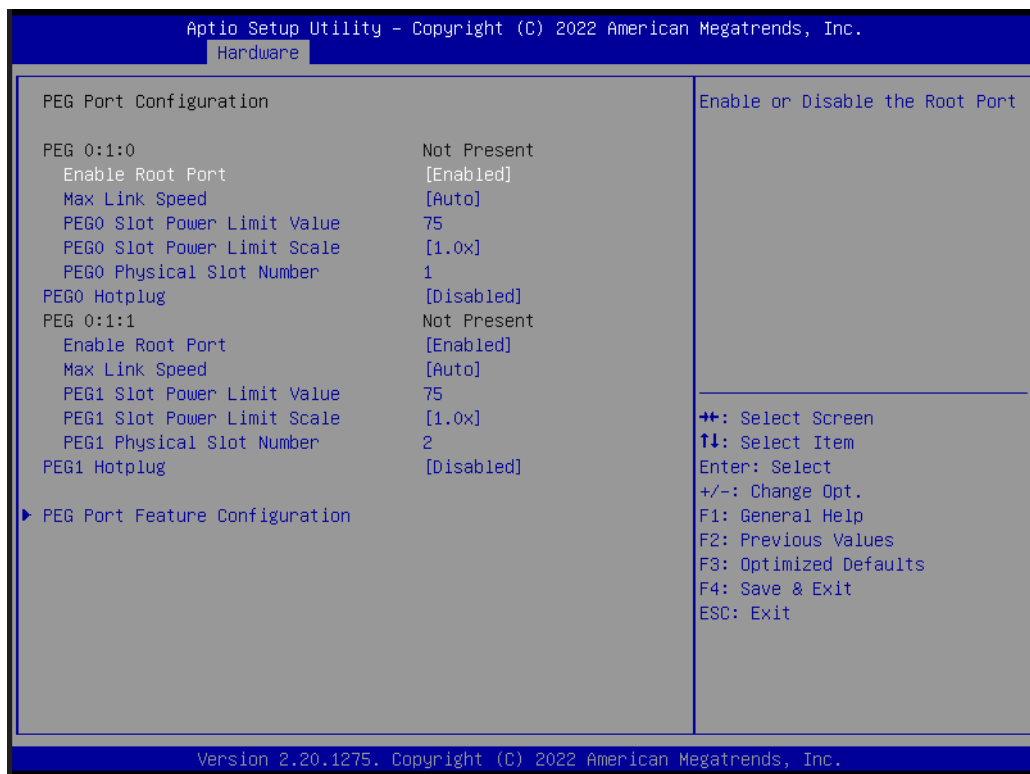 Aptio Setup Utility – Copyright (C) 2022 American Megatrends, Inc.
Hardware
PEG Port Configuration
PEG 0:1:0 Not Present
Enable Root Port [Enabled]
Max Link Speed [Auto]
PEG0 Slot Power Limit Value 75
PEG0 Slot Power Limit Scale [1.0x]
PEG0 Physical Slot Number 1
PEG0 Hotplug [Disabled]
PEG 0:1:1 Not Present
Enable Root Port [Enabled]
Max Link Speed [Auto]
PEG1 Slot Power Limit Value 75
PEG1 Slot Power Limit Scale [1.0x]
PEG1 Physical Slot Number 2
PEG1 Hotplug [Disabled]
▶ PEG Port Feature Configuration
Enable or Disable the Root Port
→←: Select Screen
↑↓: Select Item
Enter: Select
+/-: Change Opt.
F1: General Help
F2: Previous Values
F3: Optimized Defaults
F4: Save & Exit
ESC: Exit
Version 2.20.1275. Copyright (C) 2022 American Megatrends, Inc.